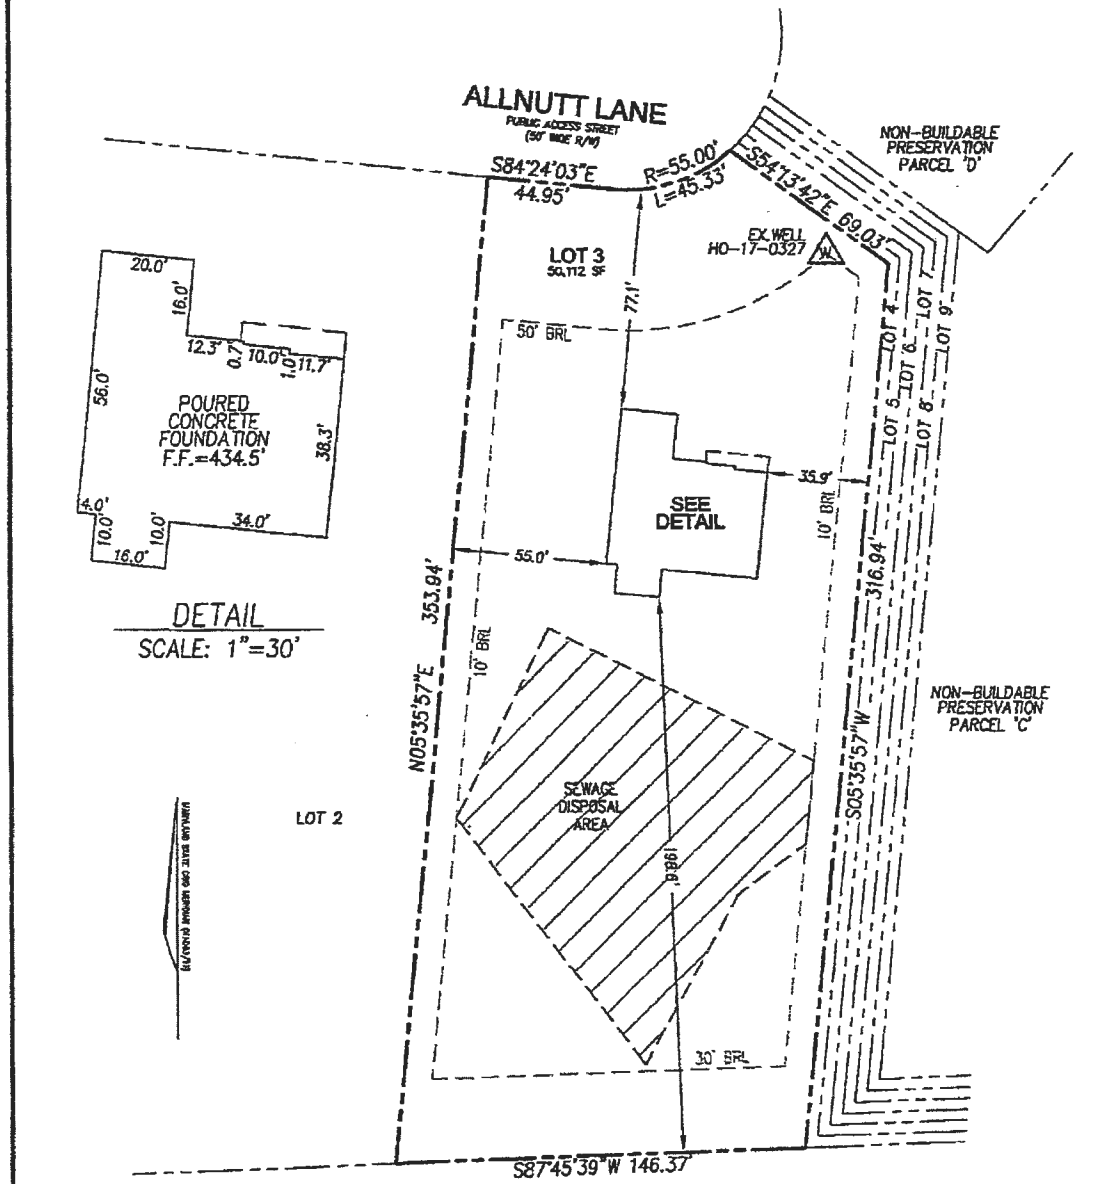 ALLNUTT LANE
PUBLIC ACCESS STREET
(50' WIDE R/W)
S84°24'03"E
44.95'
R=55.00'
L=45.33'
S54°13'42"E 69.03'
NON-BUILDABLE
PRESERVATION
PARCEL 'D'
LOT 3
50,112 SF
EX.WELL
HO-17-0327
W
77.1'
50' BRL
LOT 4
LOT 5
LOT 6
LOT 7
LOT 8
LOT 9
20.0'
16.0'
12.3'
0.7'
10.0'
1.0'
11.7'
56.0'
POURED
CONCRETE
FOUNDATION
F.F.=434.5'
38.3'
4.0'
10.0'
16.0'
10.0'
34.0'
DETAIL
SCALE: 1"=30'
SEE
DETAIL
35.9'
10' BRL
55.0'
N05°35'57"E 353.94'
10' BRL
S05°35'57"W 316.94'
NON-BUILDABLE
PRESERVATION
PARCEL 'C'
SEWAGE
DISPOSAL
AREA
198.6'
LOT 2
MARYLAND STATE GRID MERIDIAN
30' BRL
S87°45'39"W 146.37'